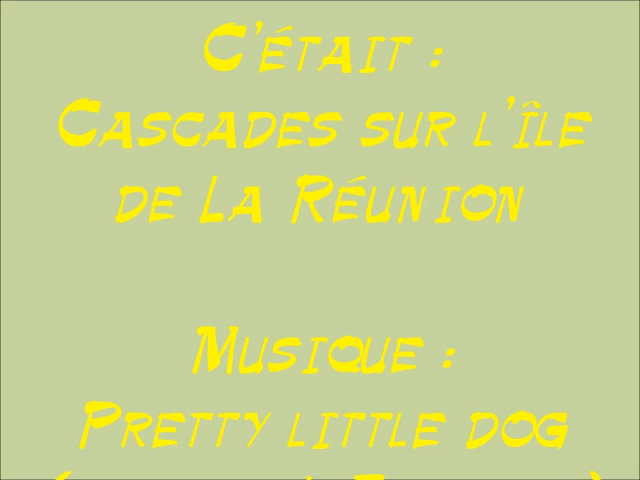 C'était :
Cascades sur l'île
de La Réunion
Musique :
Pretty little dog